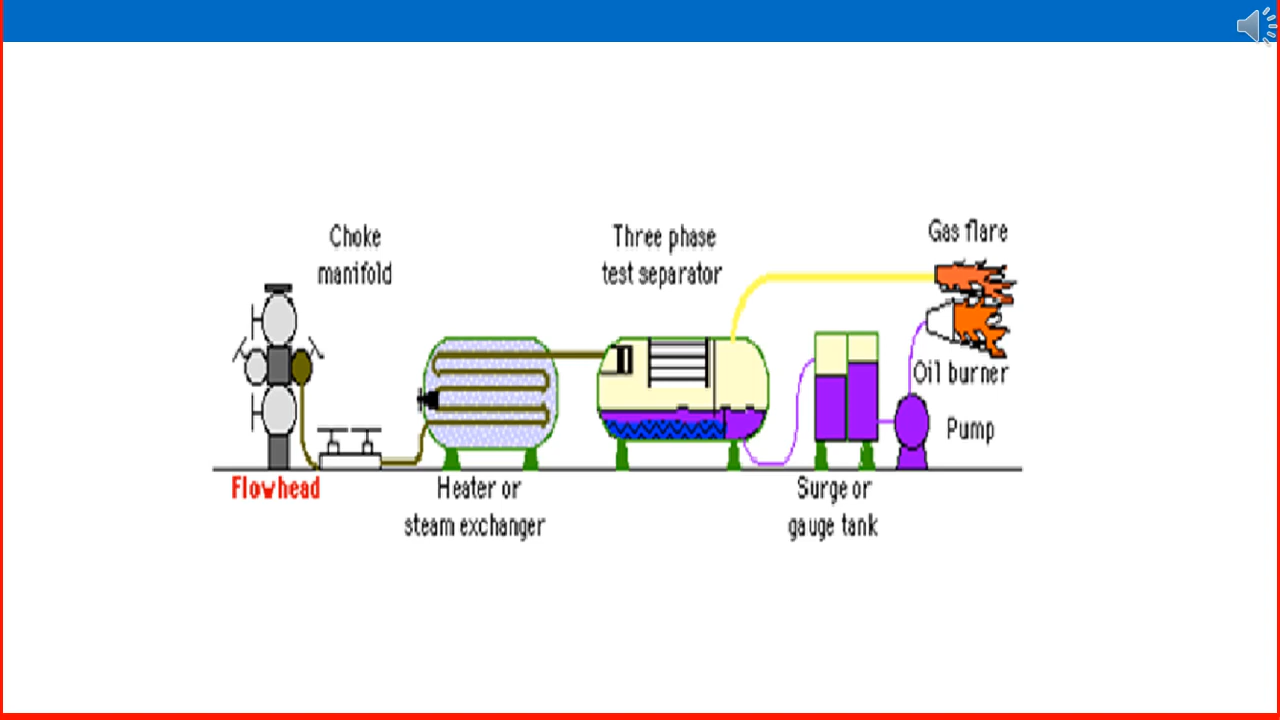 Choke
manifold
Three phase
test separator
Gas flare
Oil burner
Pump
Flowhead
Heater or
steam exchanger
Surge or
gauge tank